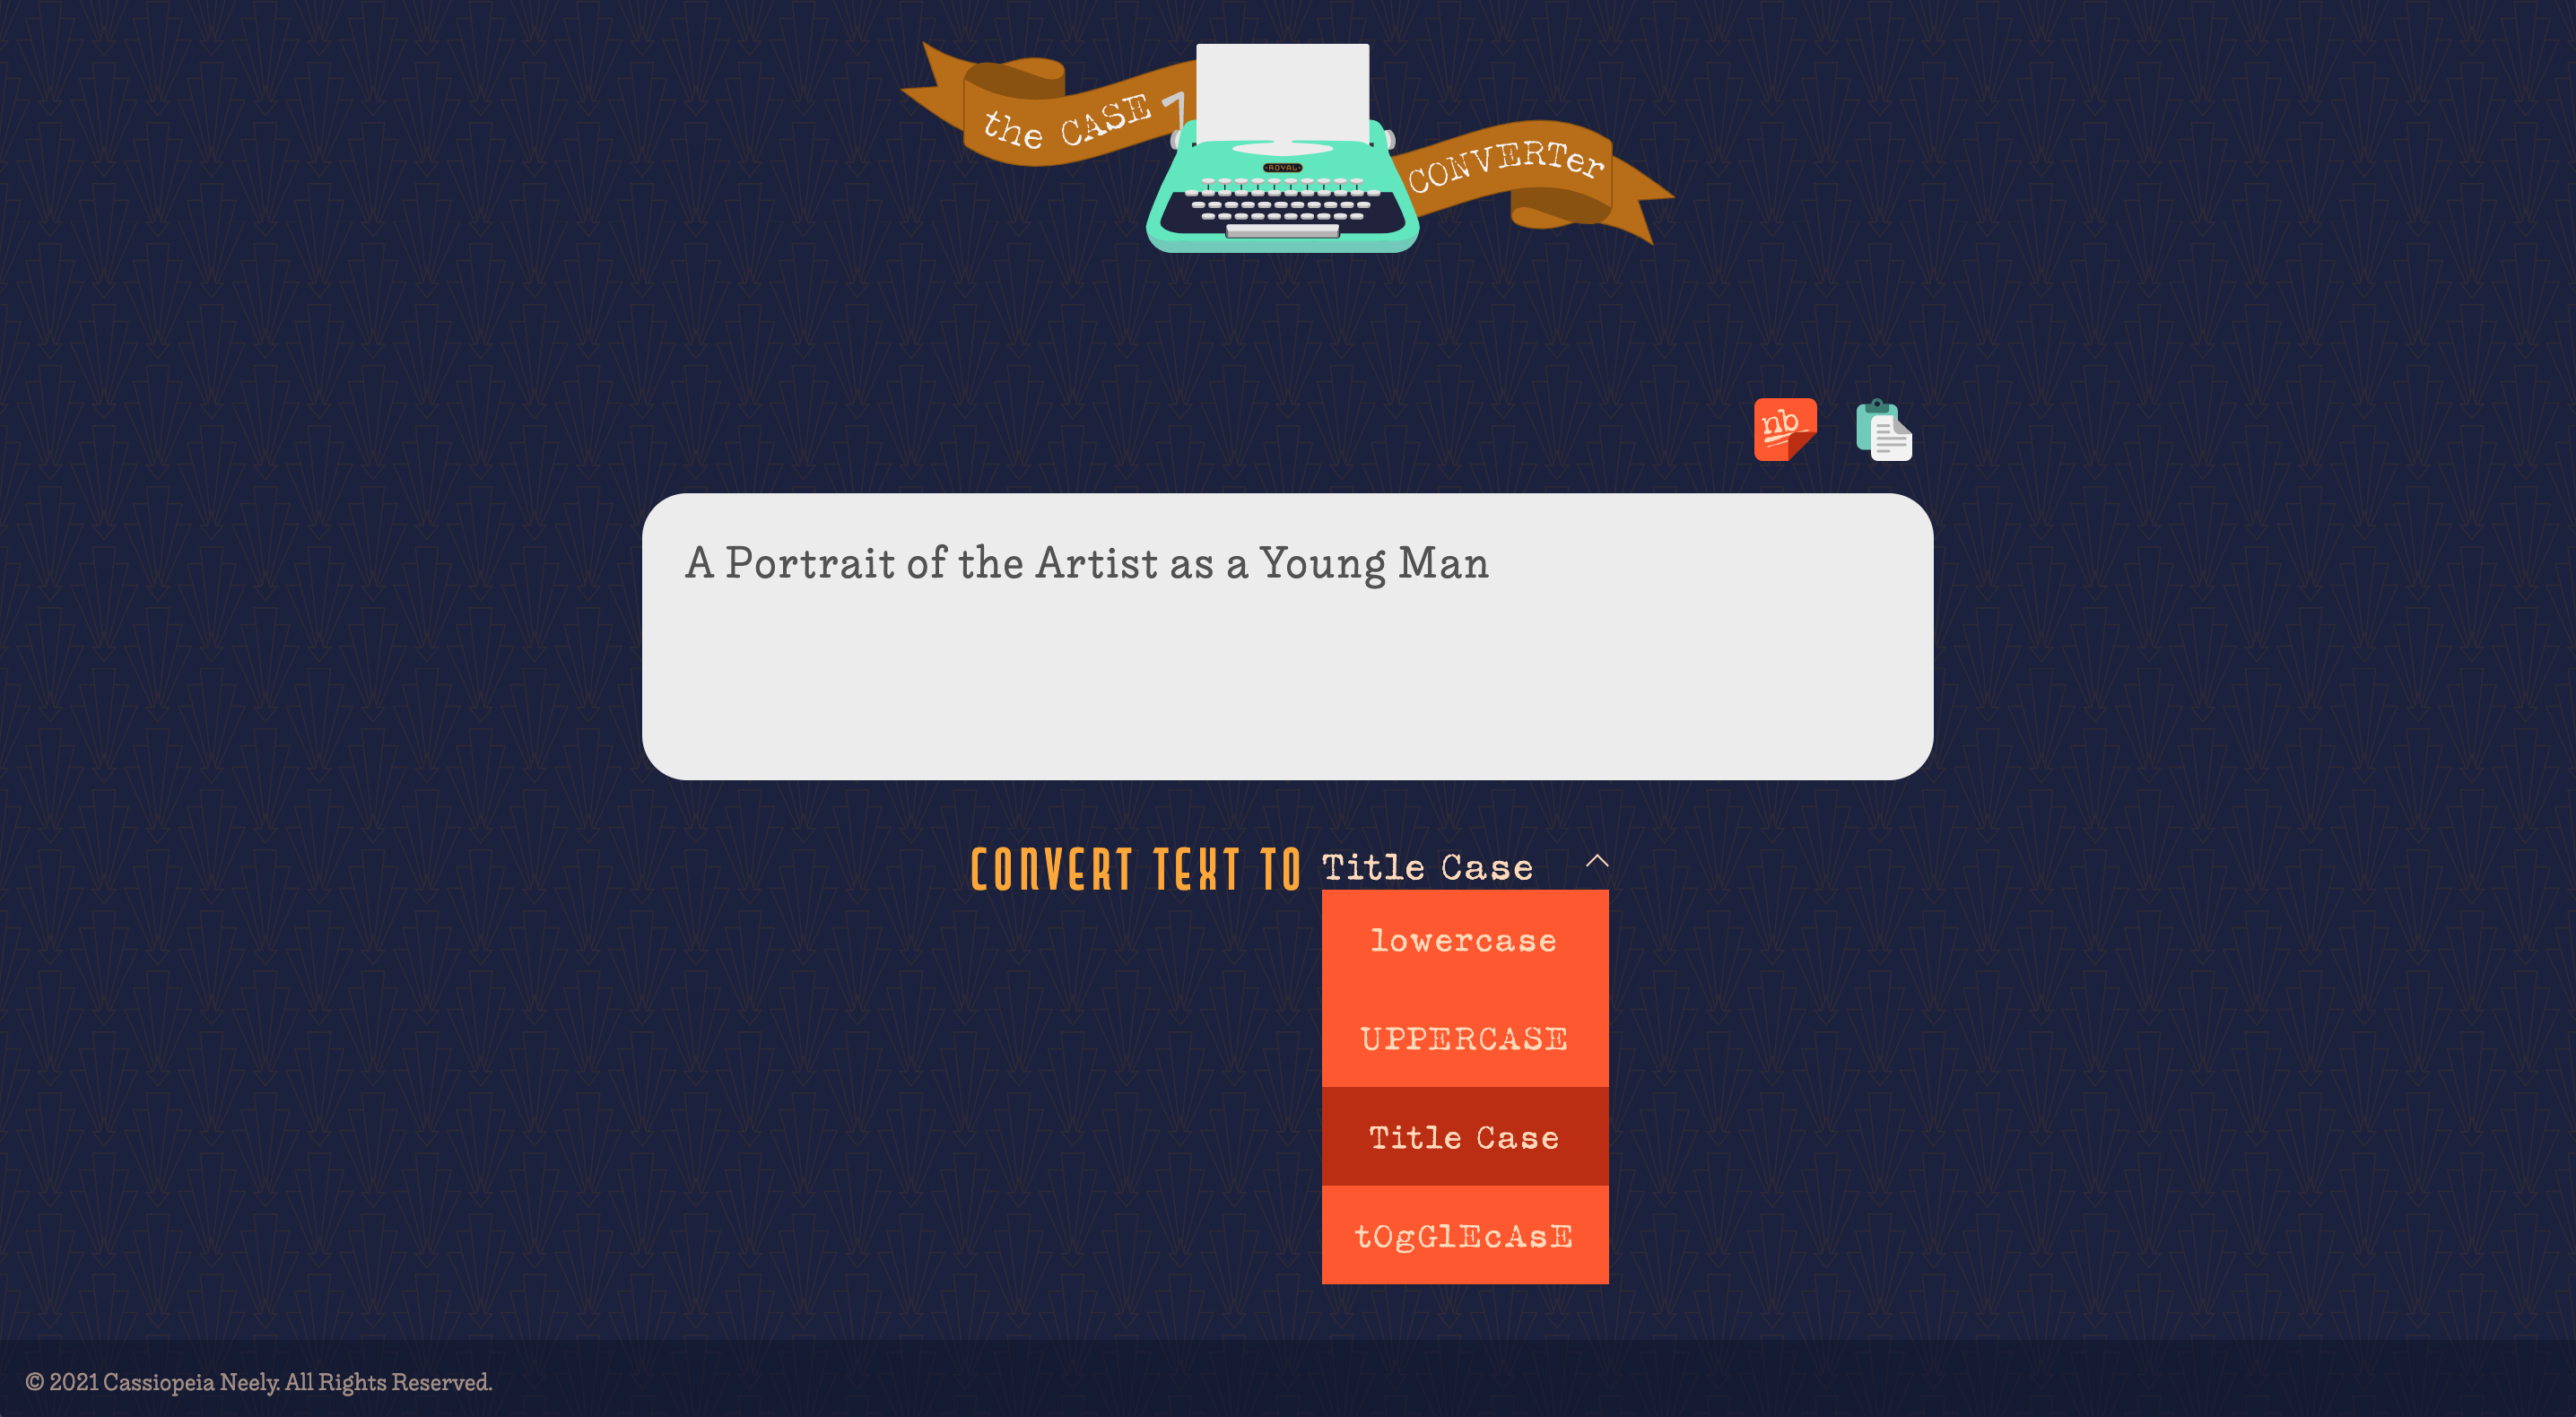 the CASE
CONVERTer
ROYAL
nb
A Portrait of the Artist as a Young Man
CONVERT TEXT TO Title Case
lowercase
UPPERCASE
Title Case
tOgGlEcAsE
© 2021 Cassiopeia Neely. All Rights Reserved.